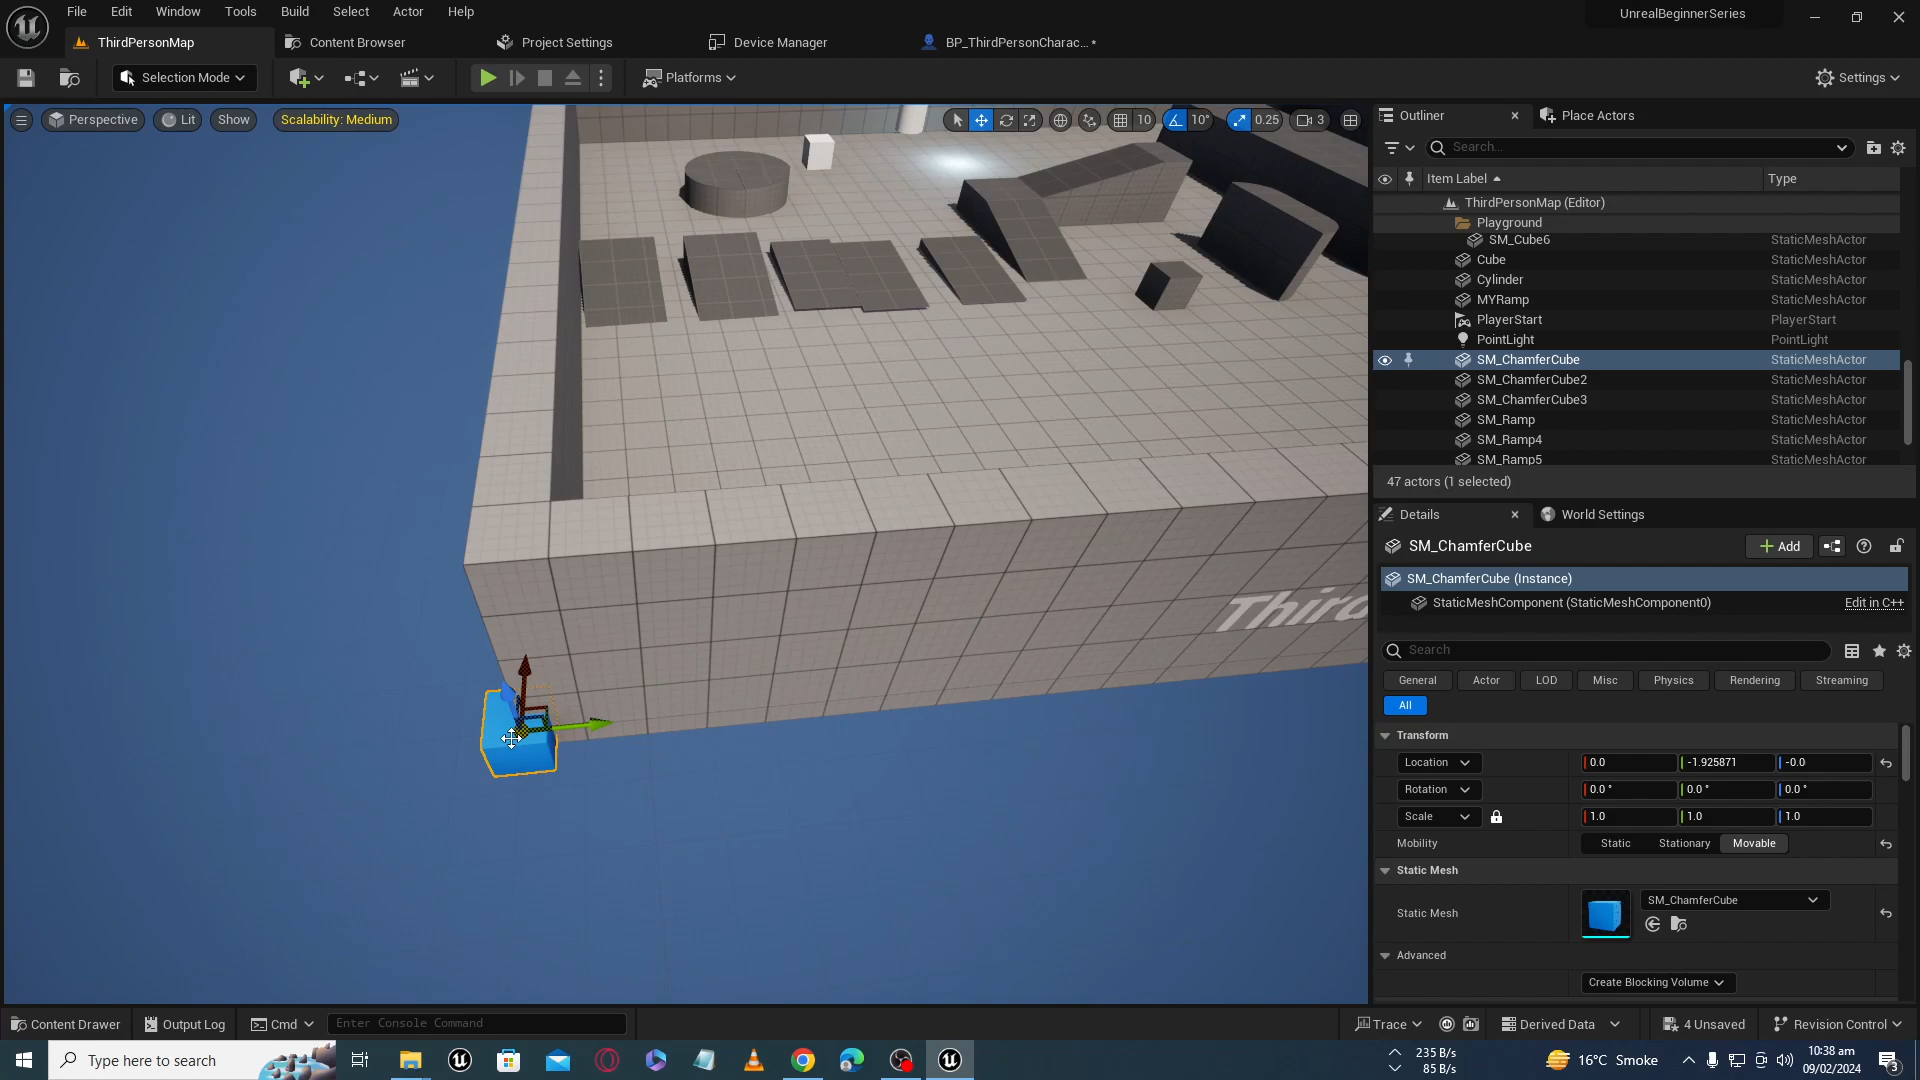 File Edit Window Tools Build Select Actor Help
UnrealBeginnerSeries
ThirdPersonMap
Content Browser
Project Settings
Device Manager
BP_ThirdPersonCharac... •
Selection Mode
Platforms
Settings
Perspective
Lit
Show
Scalability: Medium
10
10°
0.25
3
Third
Outliner
Place Actors
Search...
Item Label
Type
ThirdPersonMap (Editor)
Playground
SM_Cube6 StaticMeshActor
Cube StaticMeshActor
Cylinder StaticMeshActor
MYRamp StaticMeshActor
PlayerStart PlayerStart
PointLight PointLight
SM_ChamferCube StaticMeshActor
SM_ChamferCube2 StaticMeshActor
SM_ChamferCube3 StaticMeshActor
SM_Ramp StaticMeshActor
SM_Ramp4 StaticMeshActor
SM_Ramp5 StaticMeshActor
47 actors (1 selected)
Details
World Settings
SM_ChamferCube
Add
SM_ChamferCube (Instance)
StaticMeshComponent (StaticMeshComponent0) Edit in C++
Search
General Actor LOD Misc Physics Rendering Streaming
All
Transform
Location 0.0 -1.925871 -0.0
Rotation 0.0 ° 0.0 ° 0.0 °
Scale 1.0 1.0 1.0
Mobility Static Stationary Movable
Static Mesh
Static Mesh SM_ChamferCube
Advanced
Create Blocking Volume
Content Drawer Output Log Cmd Enter Console Command
Trace Derived Data 4 Unsaved Revision Control
Type here to search
235 B/s
85 B/s
16°C Smoke
10:38 am
09/02/2024
3